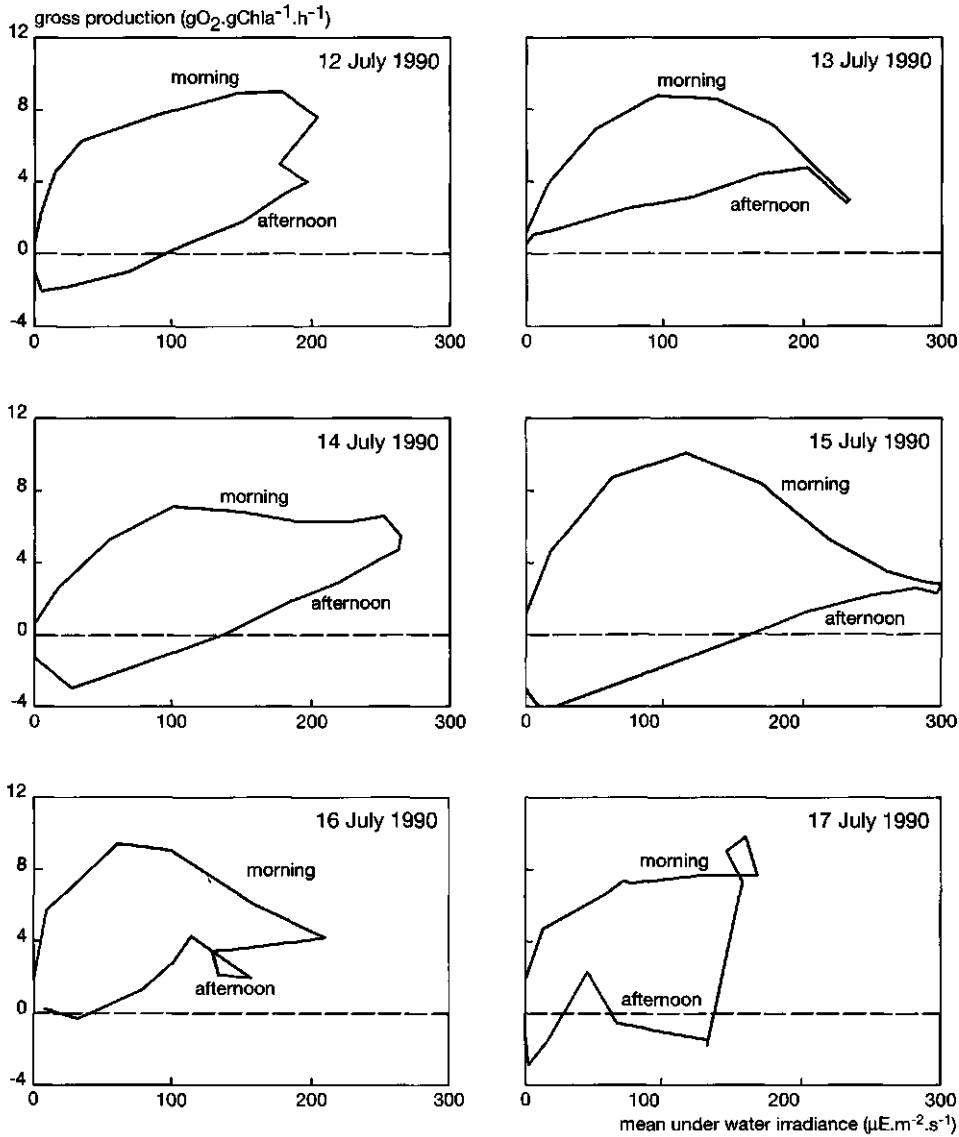 gross production (gO₂.gChla⁻¹.h⁻¹)
12
8
4
0
-4
12 July 1990
morning
afternoon
0 100 200 300
13 July 1990
morning
afternoon
0 100 200 300
12
8
4
0
-4
14 July 1990
morning
afternoon
0 100 200 300
15 July 1990
morning
afternoon
0 100 200 300
12
8
4
0
-4
16 July 1990
morning
afternoon
0 100 200 300
17 July 1990
morning
afternoon
0 100 200 300
mean under water irradiance (µE.m⁻².s⁻¹)